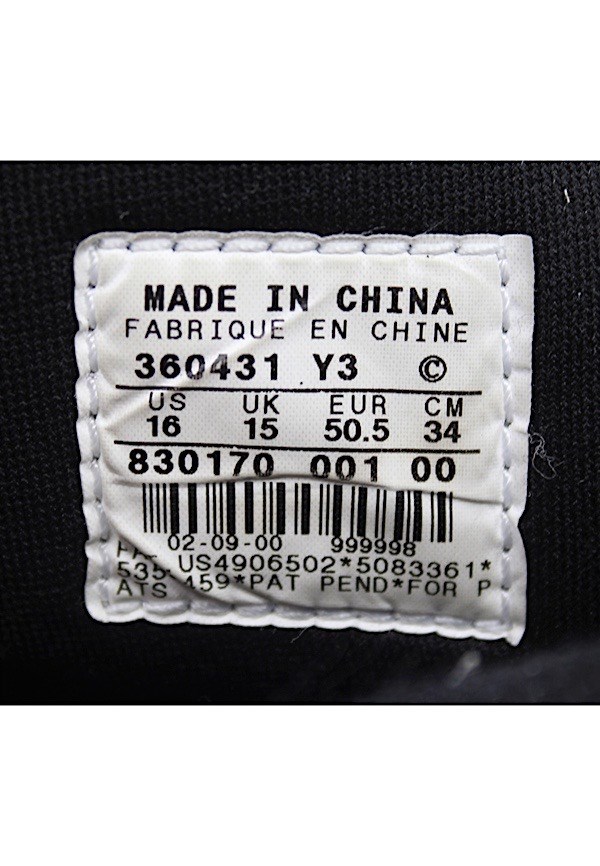 MADE IN CHINA
FABRIQUE EN CHINE
360431 Y3 ©
US UK EUR CM
16 15 50.5 34
830170 001 00
02-09-00 999998
US4906502*5083361*
459*PAT PEND*FOR P
ATS